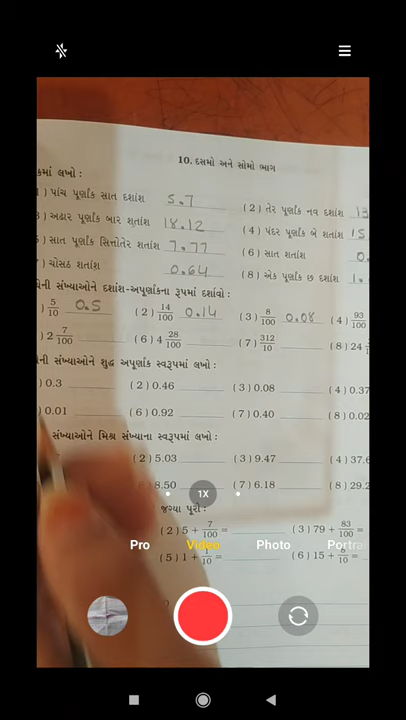 10. દસમો અને સોમો ભાગ
કમાં લખો :
) પાંચ પૂર્ણાંક સાત દશાંશ 5.7
(2) તેર પૂર્ણાંક નવ દશાંશ 13
3) અઢાર પૂર્ણાંક બાર શતાંશ 18.12
(4) પંદર પૂર્ણાંક બે શતાંશ 15
) સાત પૂર્ણાંક સિત્તોતેર શતાંશ 7.77
(6) સાત શતાંશ 0.
) ચોસઠ શતાંશ 0.64
(8) એક પૂર્ણાંક છ દશાંશ 1.
ની સંખ્યાઓને દશાંશ-અપૂર્ણાંકના રૂપમાં દર્શાવો :
) 5/10 0.5 (2) 14/100 0.14 (3) 8/100 0.08 (4) 93/100
) 2 7/100 (6) 4 28/100 (7) 312/10 (8) 24
ની સંખ્યાઓને શુદ્ધ અપૂર્ણાંક સ્વરૂપમાં લખો :
) 0.3 (2) 0.46 (3) 0.08 (4) 0.37
) 0.01 (6) 0.92 (7) 0.40 (8) 0.02
સંખ્યાઓને મિશ્ર સંખ્યાના સ્વરૂપમાં લખો :
(2) 5.03 (3) 9.47 (4) 37.6
) 8.50 (7) 6.18 (8) 29.2
1X
જગ્યા પૂરો :
(2) 5 + 7/100 = (3) 79 + 83/100 =
Pro Video Photo Portra
(5) 1 + 1/10 = (6) 15 + 8/10 =